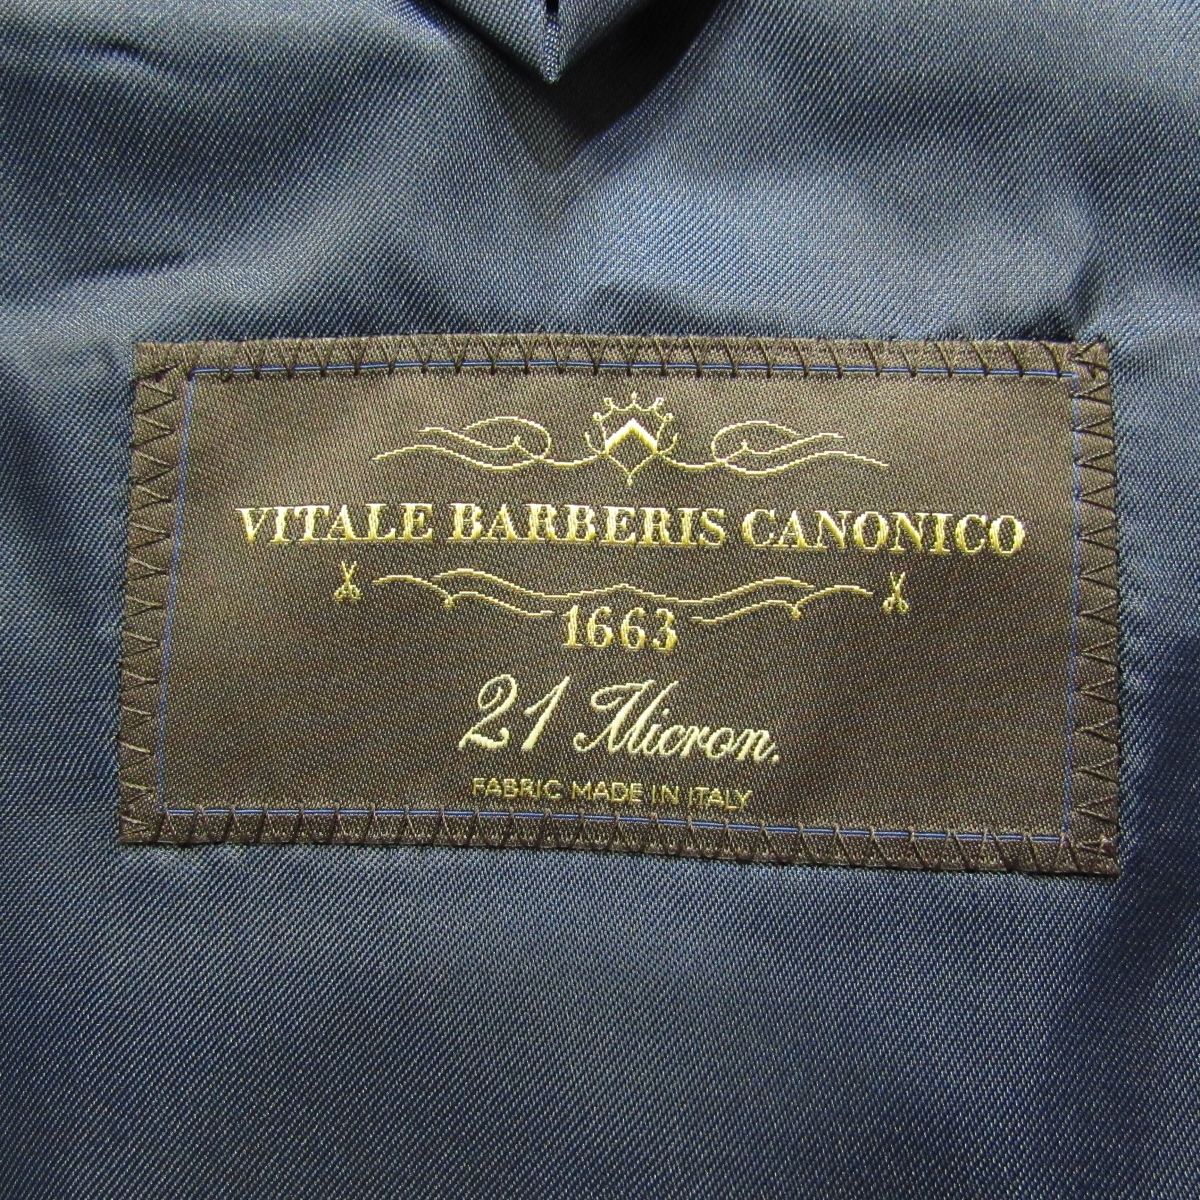 VITALE BARBERIS CANONICO
1663
21 Micron.
FABRIC MADE IN ITALY